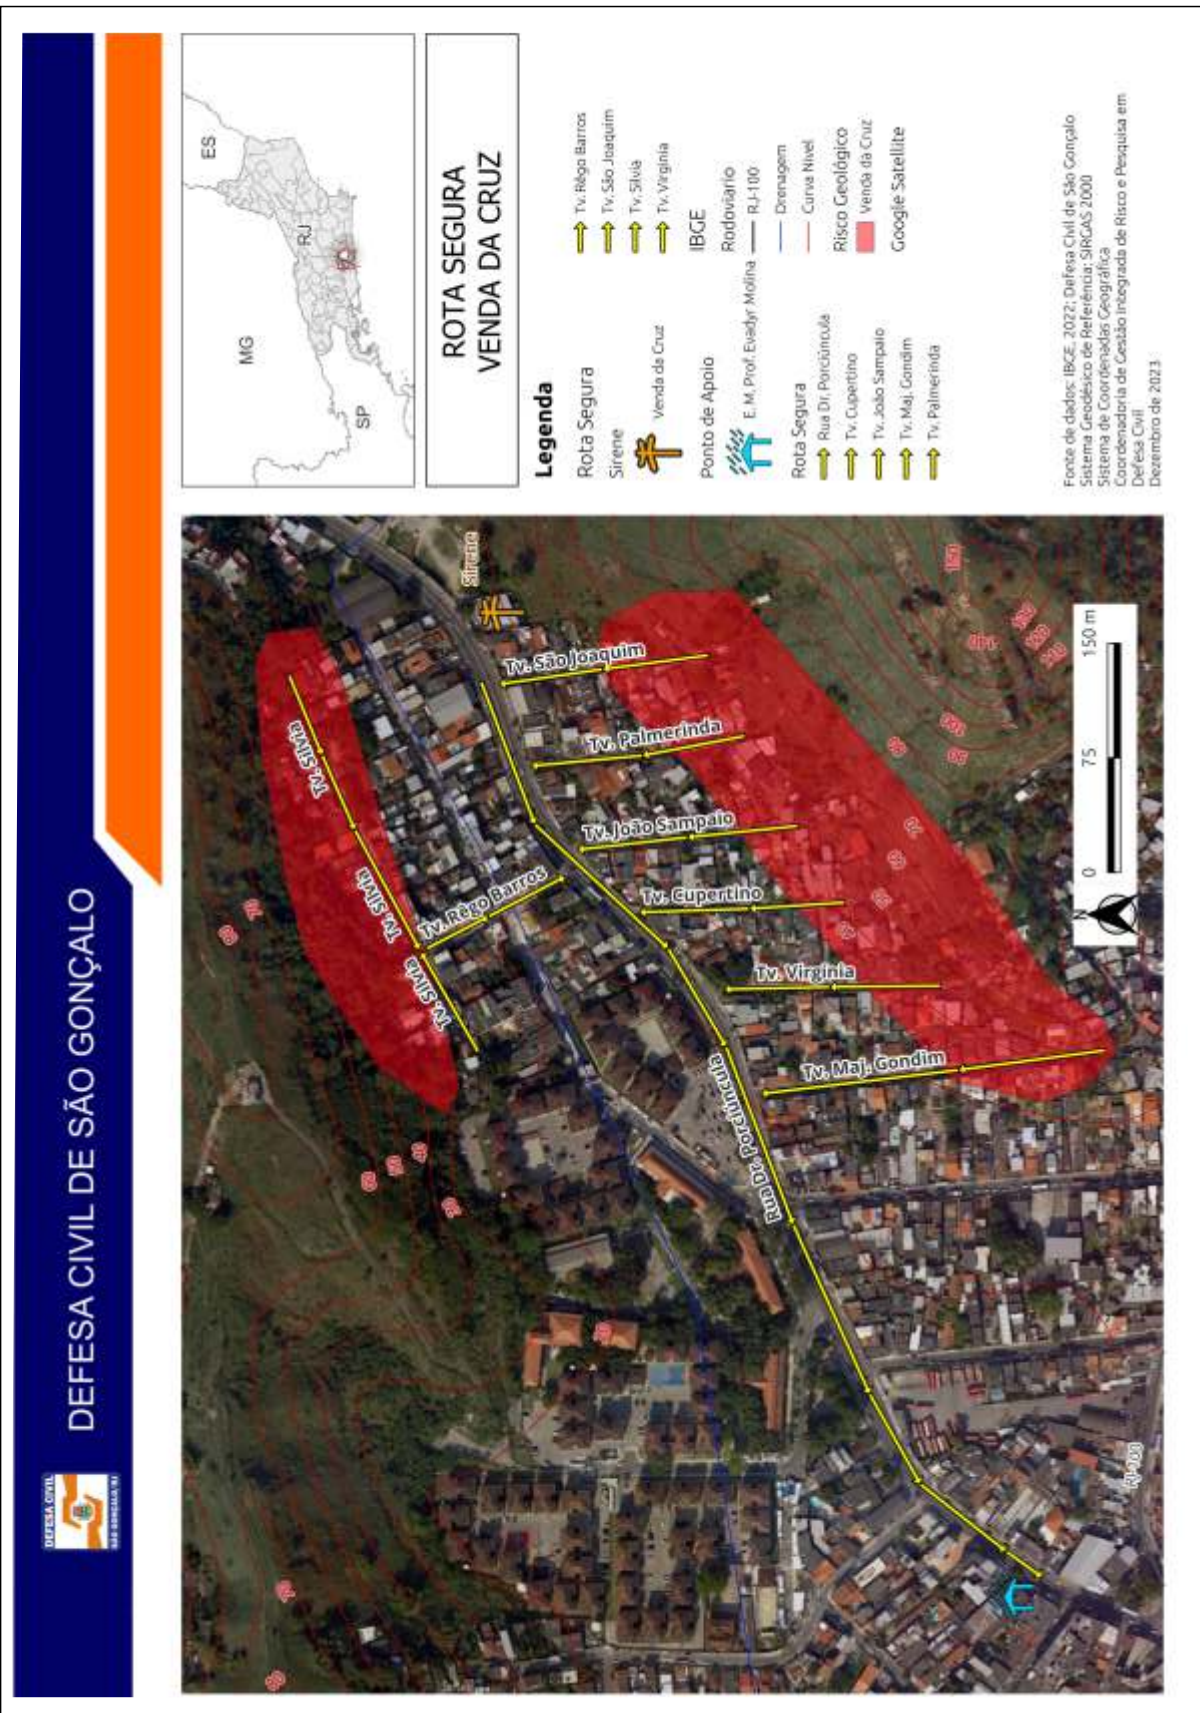 DEFESA CIVIL
SÃO GONÇALO/RJ
DEFESA CIVIL DE SÃO GONÇALO
Tv. Silvia
Tv. Silvia
Tv. Silvia
Tv. Rêgo Barros
Sirene
Tv. São Joaquim
Tv. Palmerinda
Tv. João Sampaio
Tv. Cupertino
Tv. Virgínia
Tv. Maj. Gondim
Rua Dr. Porciúncula
RJ-100
0 75 150 m
N
MG
ES
RJ
SP
ROTA SEGURA
VENDA DA CRUZ
Legenda
Rota Segura
Sirene
Venda da Cruz
Ponto de Apoio
E.M. Prof. Evadyr Molina
Rota Segura
Rua Dr. Porciúncula
Tv. Cupertino
Tv. João Sampaio
Tv. Maj. Gondim
Tv. Palmerinda
Tv. Rêgo Barros
Tv. São Joaquim
Tv. Silvia
Tv. Virgínia
IBGE
Rodoviario
RJ-100
Drenagem
Curva Nível
Risco Geológico
Venda da Cruz
Google Satellite
Fonte de dados: IBGE, 2022; Defesa Civil de São Gonçalo
Sistema Geodésico de Referência: SIRGAS 2000
Sistema de Coordenadas Geográfica
Coordenadoria de Gestão Integrada de Risco e Pesquisa em
Defesa Civil
Dezembro de 2023